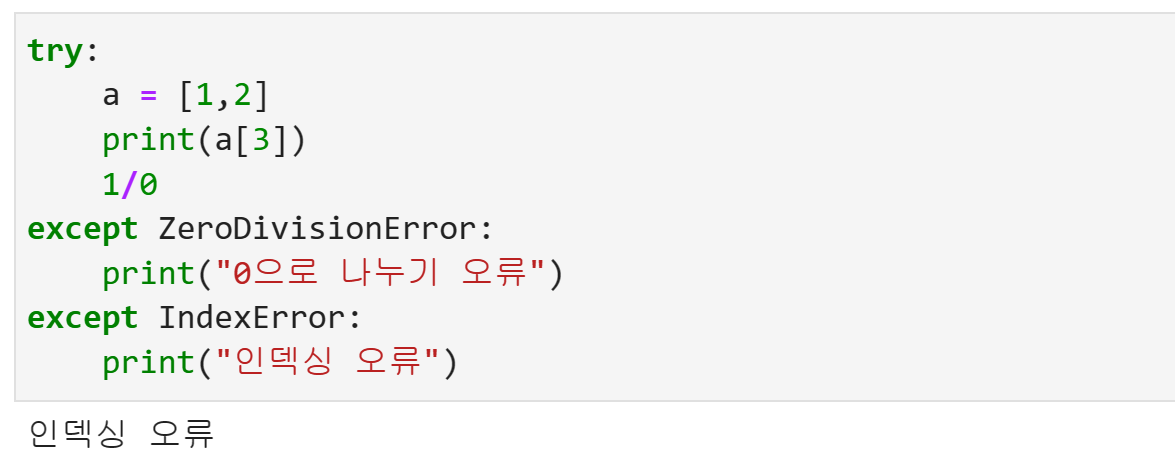 try:
    a = [1,2]
    print(a[3])
    1/0
except ZeroDivisionError:
    print("0으로 나누기 오류")
except IndexError:
    print("인덱싱 오류")
인덱싱 오류